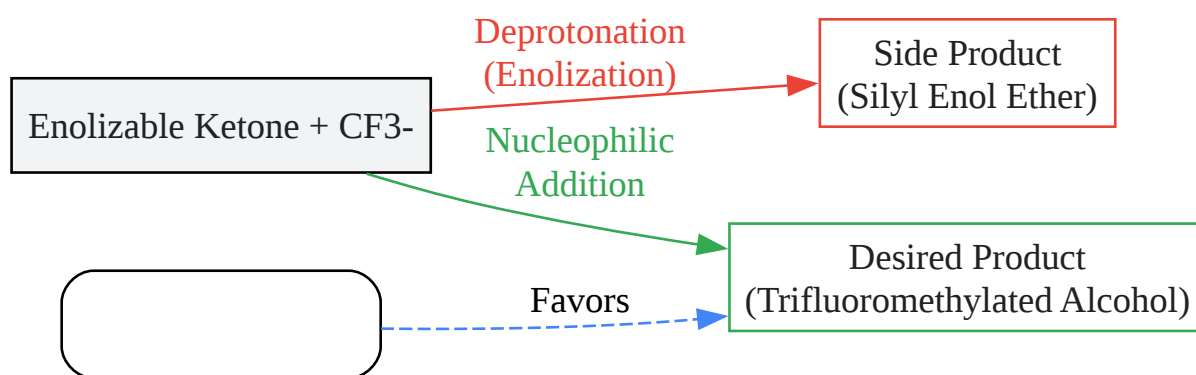 Deprotonation
(Enolization)
Side Product
(Silyl Enol Ether)
Enolizable Ketone + CF3-
Nucleophilic
Addition
Desired Product
(Trifluoromethylated Alcohol)
Favors